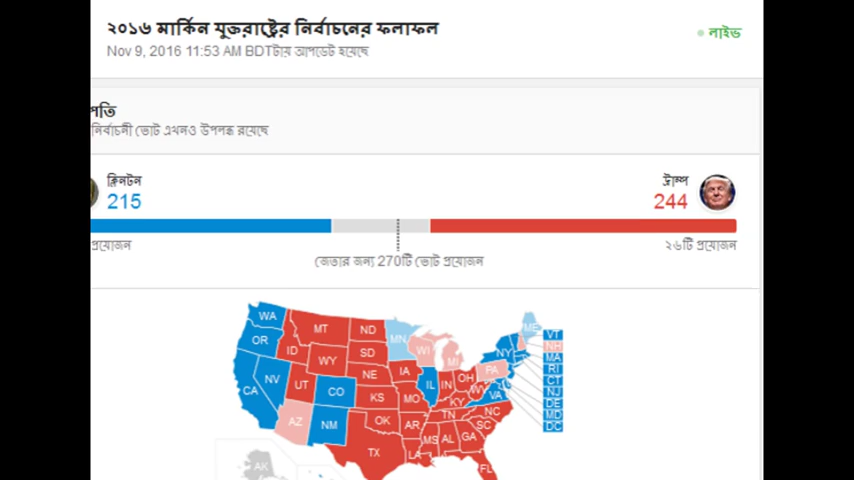 ২০১৬ মার্কিন যুক্তরাষ্ট্রের নির্বাচনের ফলাফল
লাইভ
Nov 9, 2016 11:53 AM BDTটায় আপডেট হয়েছে
পতি
নির্বাচনী ভোট এখনও উপলব্ধ রয়েছে
ক্লিনটন
ট্রাম্প
215
244
প্রয়োজন
২৬টি প্রয়োজন
জেতার জন্য 270টি ভোট প্রয়োজন
WA
MT
ND
MN
ME
VT
OR
ID
SD
WI
MI
NY
NH
WY
MA
NE
IA
PA
RI
NV
UT
CO
IL
IN
OH
CT
CA
KS
MO
KY
WV
VA
NJ
DE
MD
AZ
NM
OK
AR
TN
NC
SC
DC
MS
AL
GA
TX
LA
FL
AK